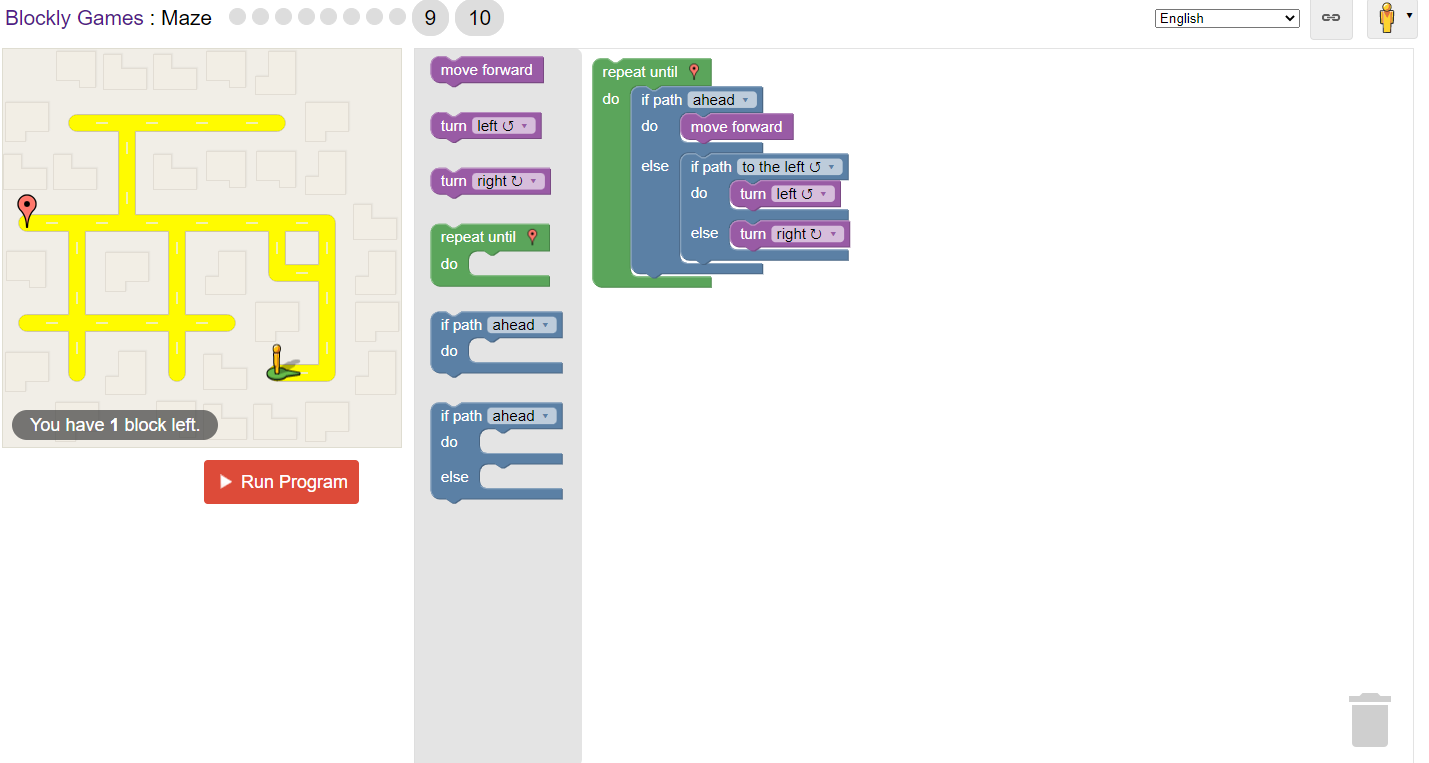 Blockly Games : Maze 9 10
English
move forward
turn left ↺
turn right ↻
repeat until
do
if path ahead
do
if path ahead
do
else
repeat until
do if path ahead
do move forward
else if path to the left ↺
do turn left ↺
else turn right ↻
You have 1 block left.
Run Program